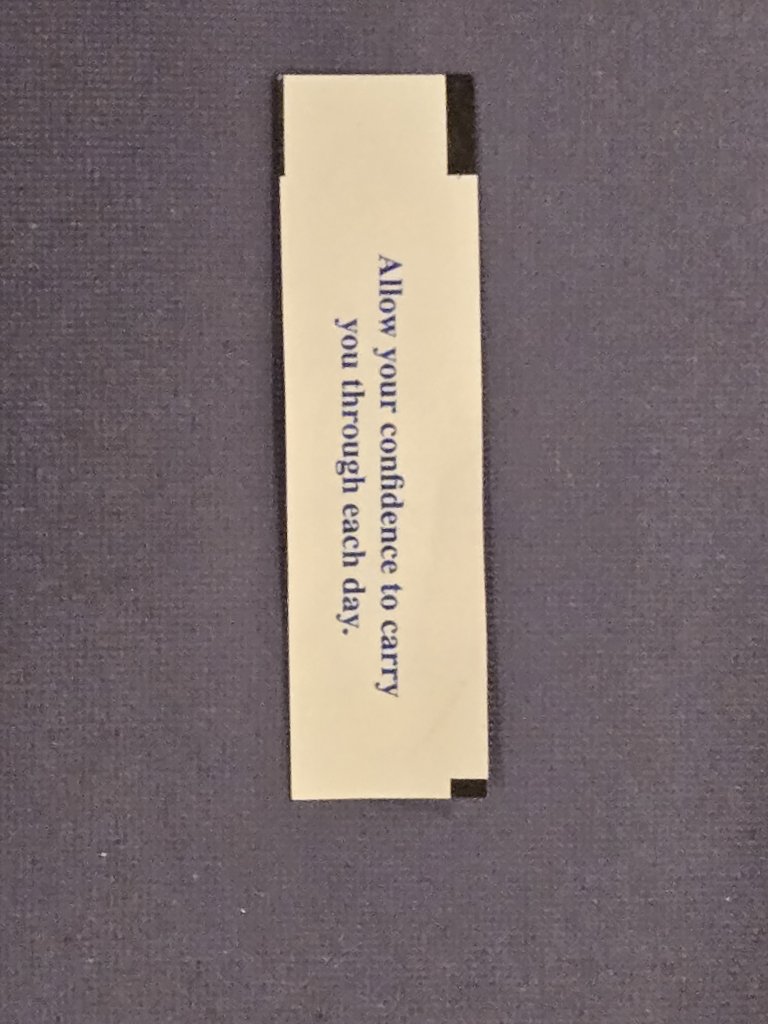 Allow your confidence to carry
you through each day.